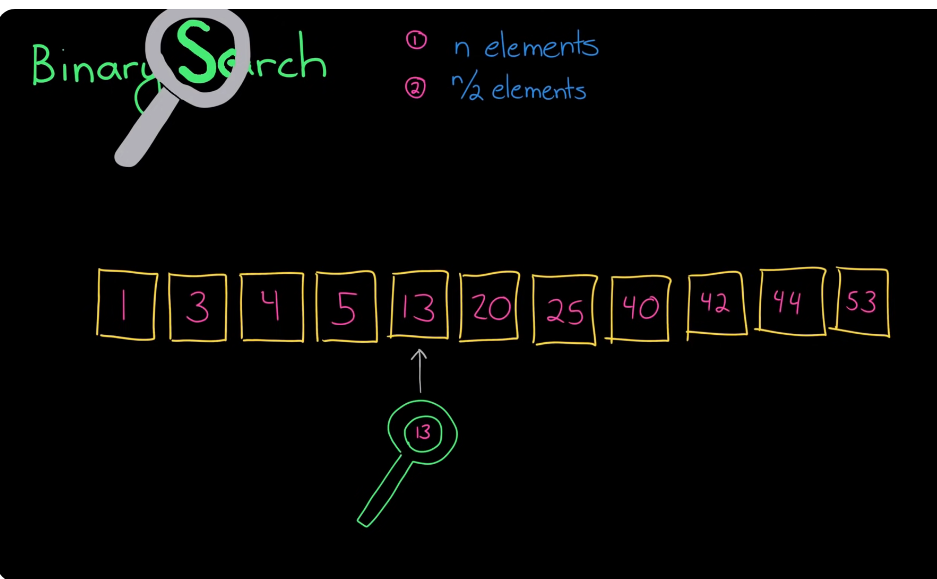 Binary Search
① n elements
② n/2 elements
1 3 4 5 13 20 25 40 42 44 53
13